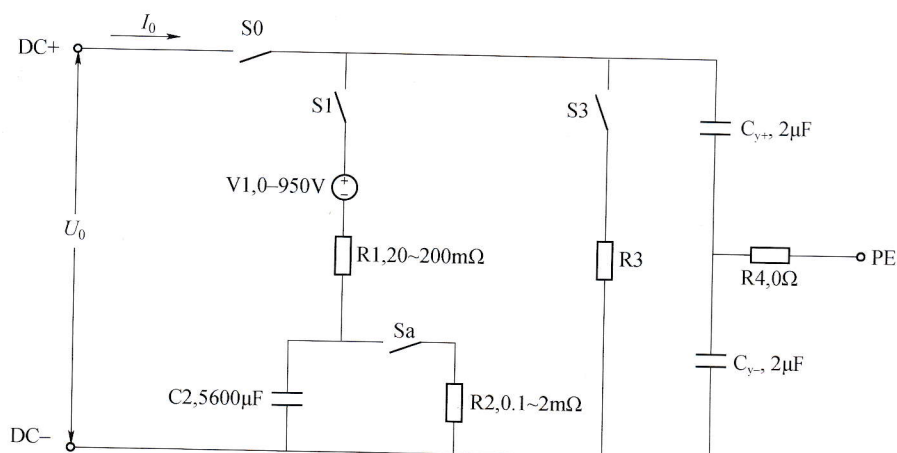 I₀
S0
DC+
S1
S3
Cy+, 2μF
V1,0–950V
U₀
R1,20~200mΩ
R3
PE
R4,0Ω
Sa
Cy–, 2μF
C2,5600μF
R2,0.1~2mΩ
DC–